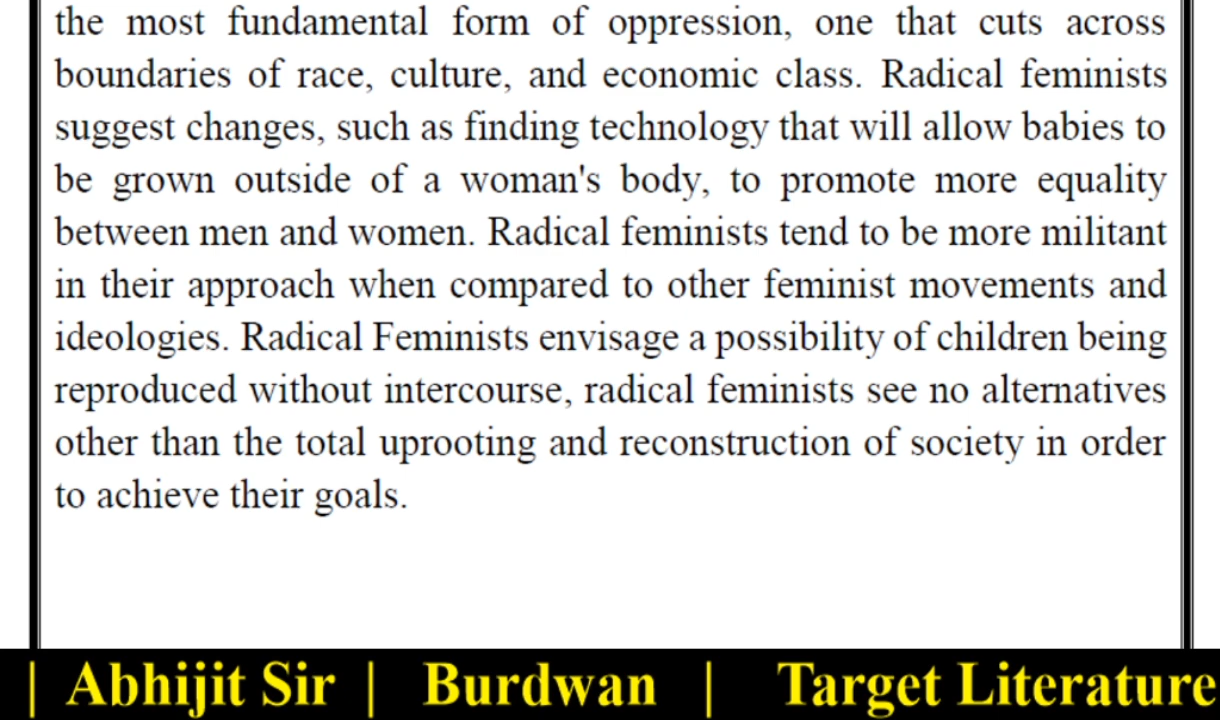 the most fundamental form of oppression, one that cuts across
boundaries of race, culture, and economic class. Radical feminists
suggest changes, such as finding technology that will allow babies to
be grown outside of a woman's body, to promote more equality
between men and women. Radical feminists tend to be more militant
in their approach when compared to other feminist movements and
ideologies. Radical Feminists envisage a possibility of children being
reproduced without intercourse, radical feminists see no alternatives
other than the total uprooting and reconstruction of society in order
to achieve their goals.
| Abhijit Sir | Burdwan | Target Literature